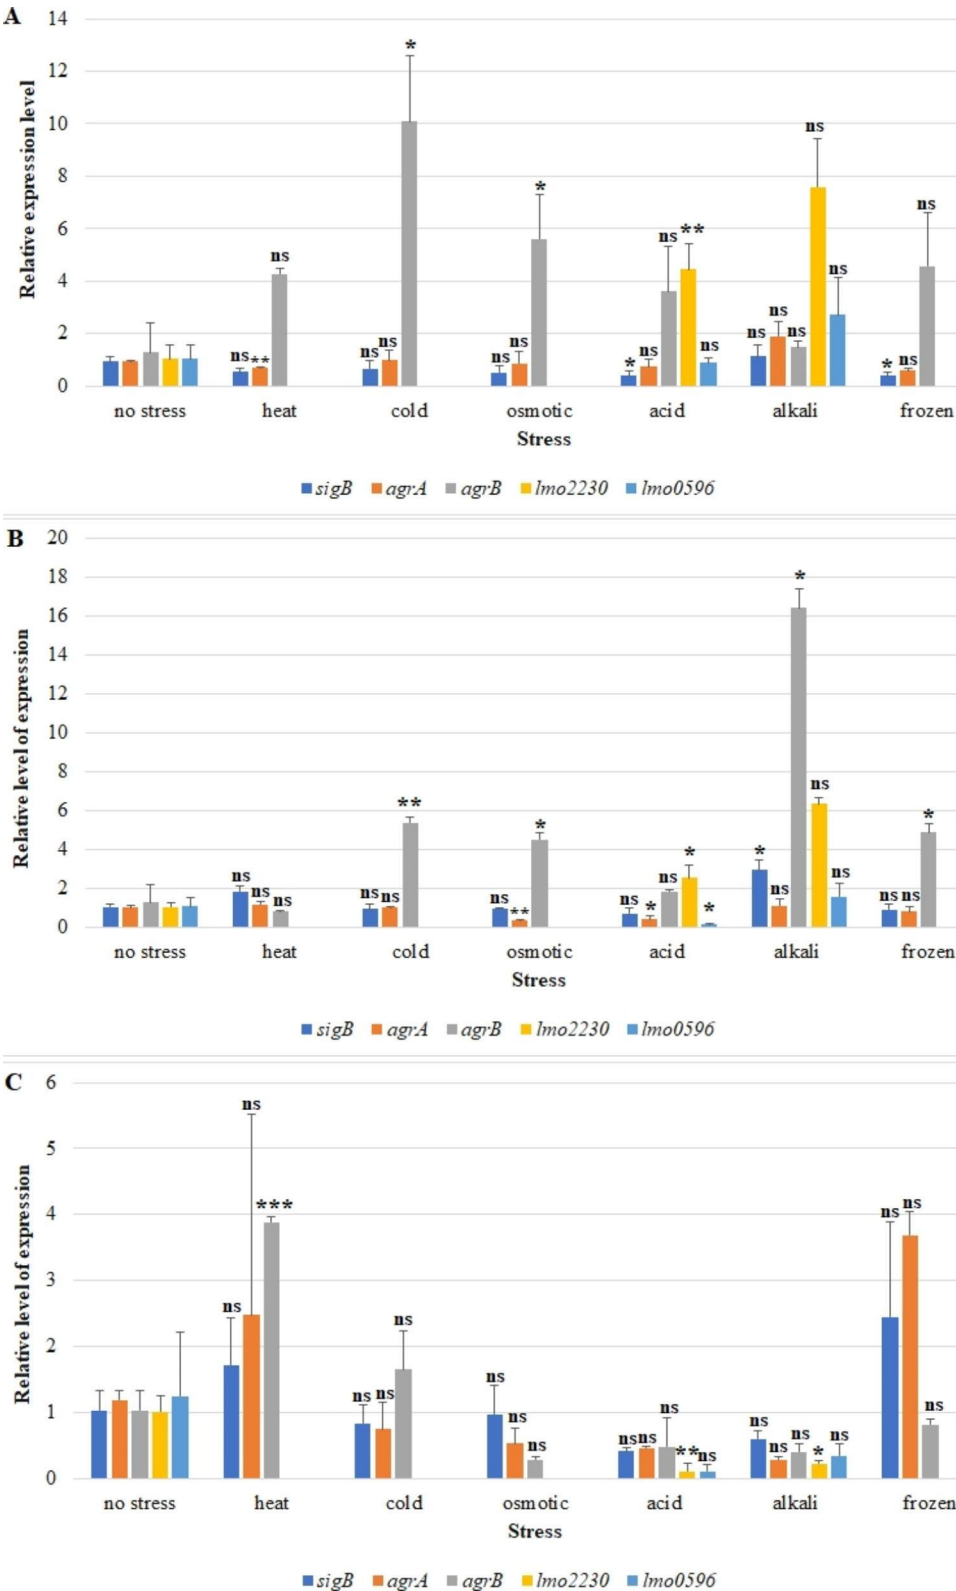 A
14
12
10
8
6
4
2
0
Relative expression level
* ns * ns ** ns ns ns ns ns ns ns ns ns ns ns ns
ns ** ns ns ns ns * ns ns * ns
no stress heat cold osmotic acid alkali frozen
Stress
sigB agrA agrB lmo2230 lmo0596
B
20
18
16
14
12
10
8
6
4
2
0
Relative level of expression
*
** * ns *
ns ns ns ns ns ns ** ns * ns * * * ns ns ns ns
no stress heat cold osmotic acid alkali frozen
Stress
sigB agrA agrB lmo2230 lmo0596
C
6
5
4
3
2
1
0
Relative level of expression
ns
ns *** ns ns
ns ns ns ns ns ns ns ns ns ** ns ns ns ns * ns ns
no stress heat cold osmotic acid alkali frozen
Stress
sigB agrA agrB lmo2230 lmo0596